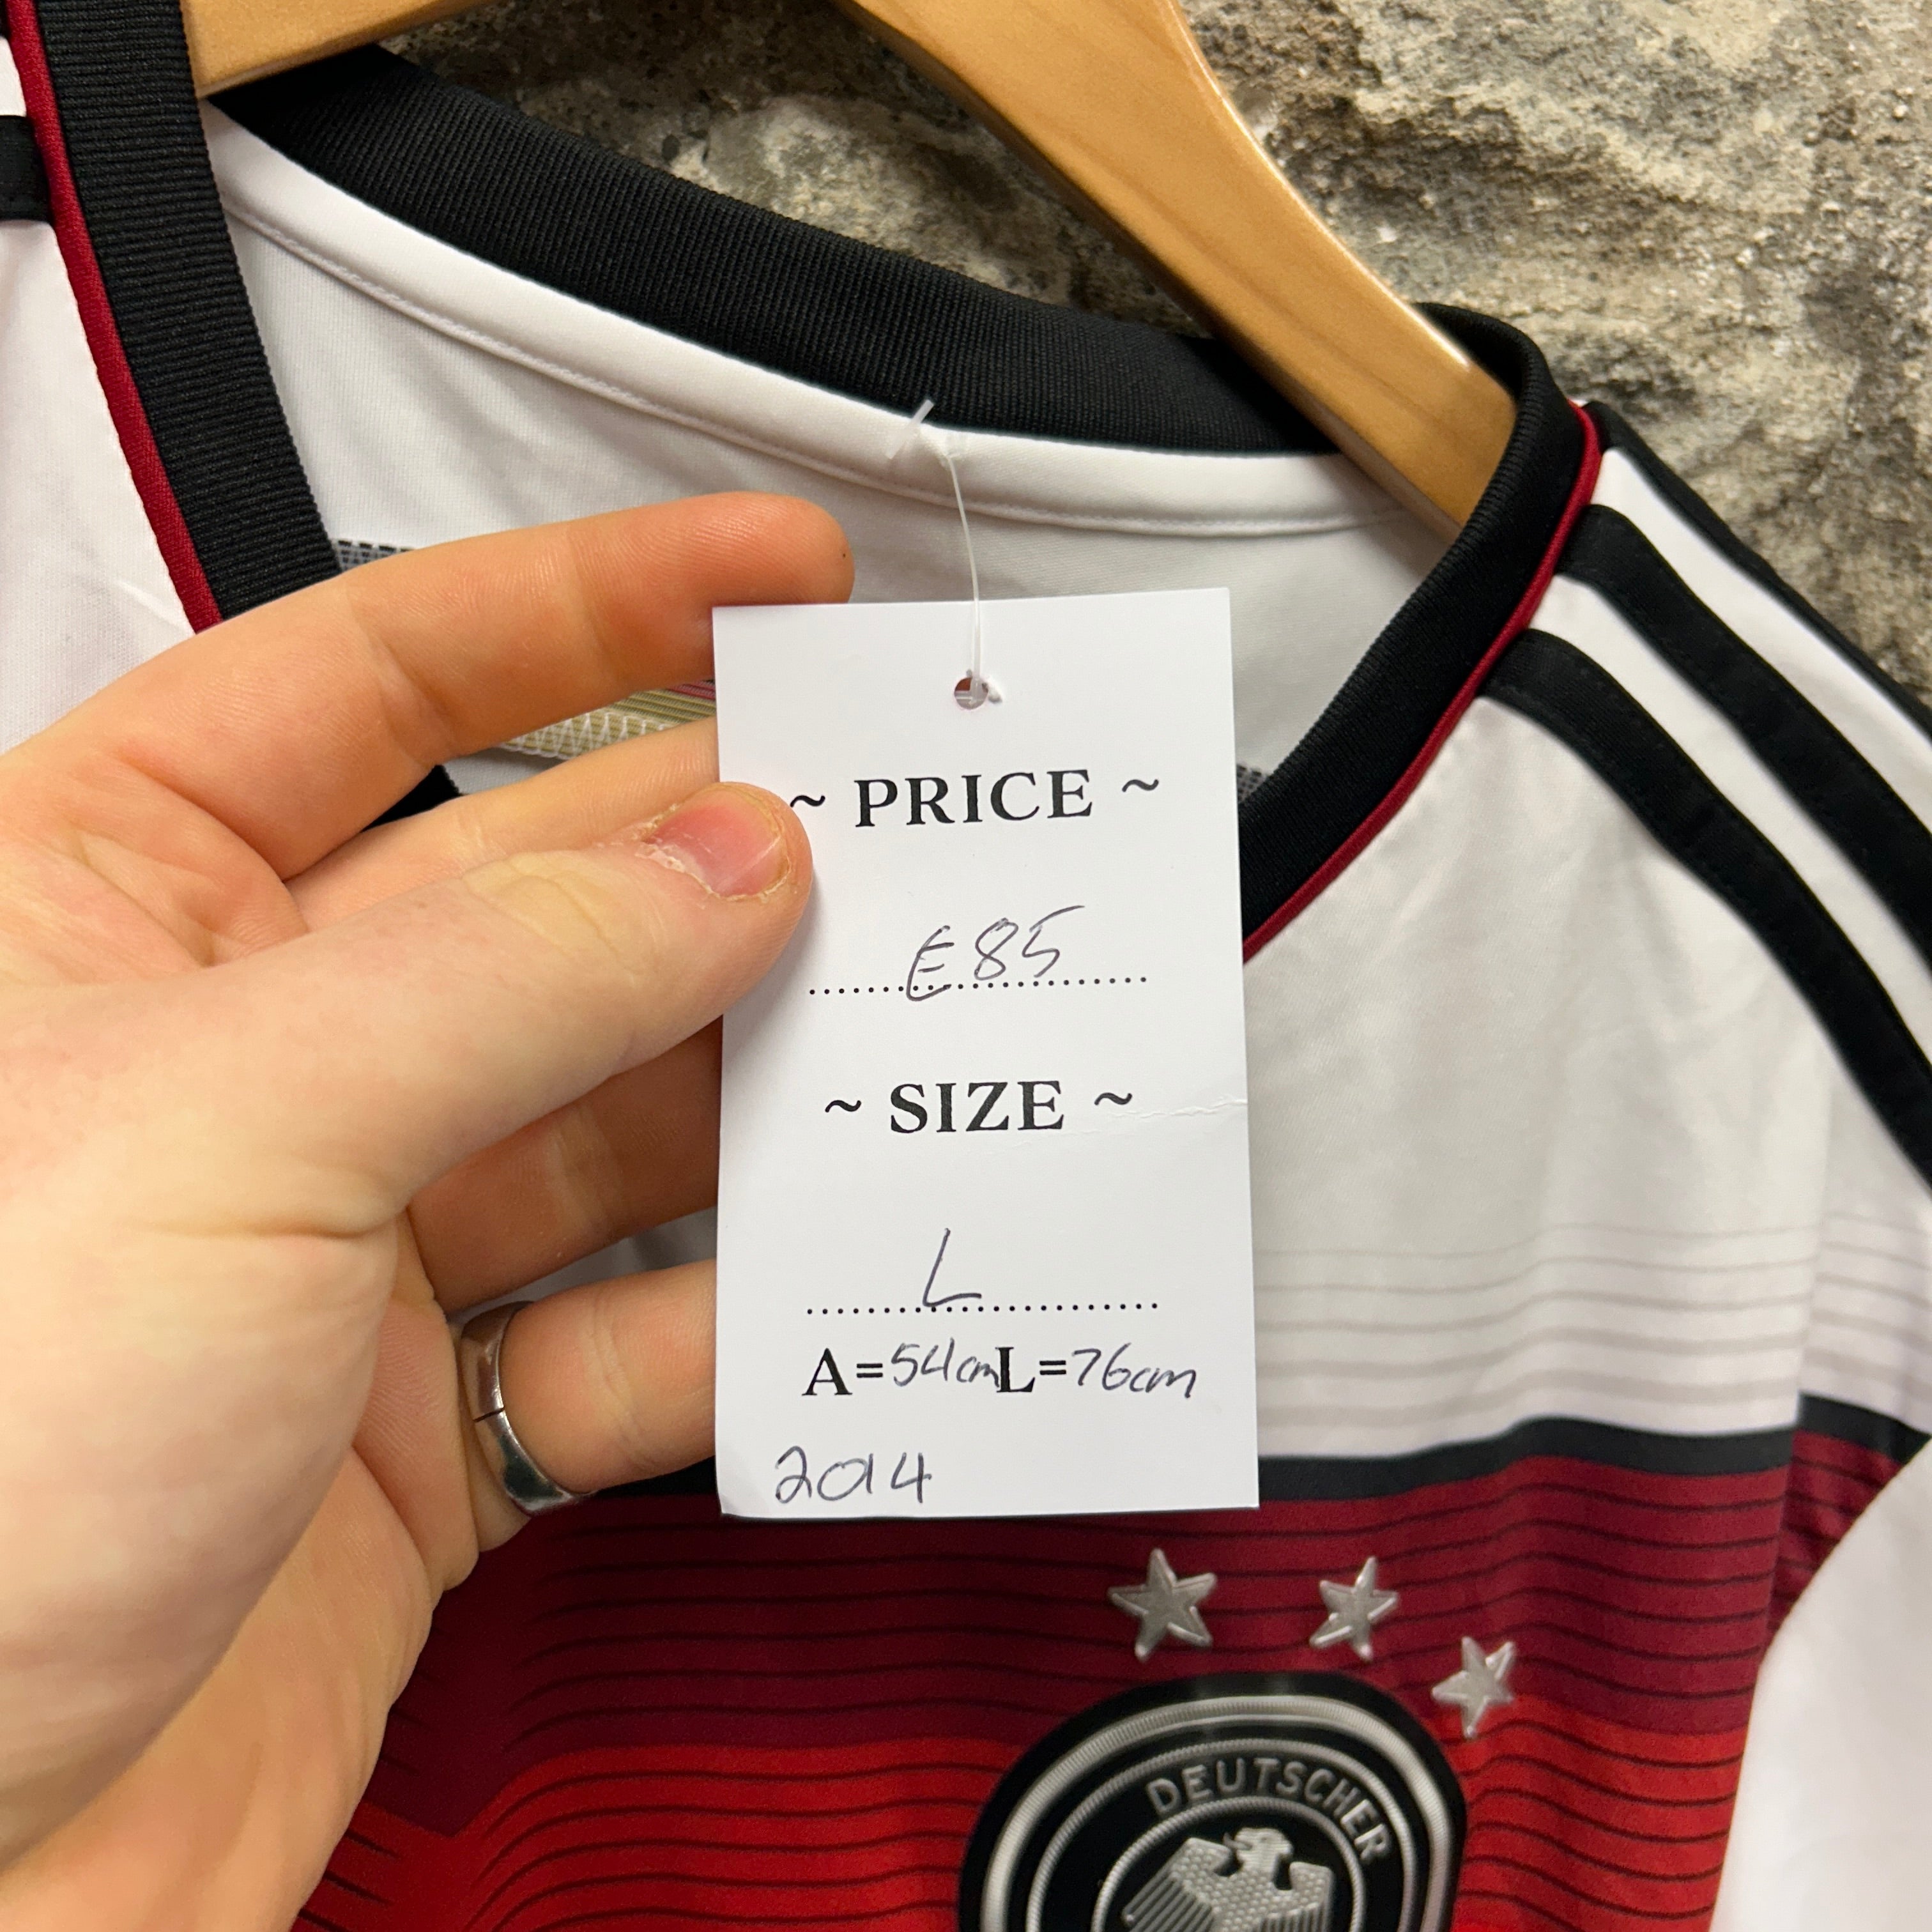 ~ PRICE ~
£85
~ SIZE ~
L
A=54cm L=76cm
2014
DEUTSCHER